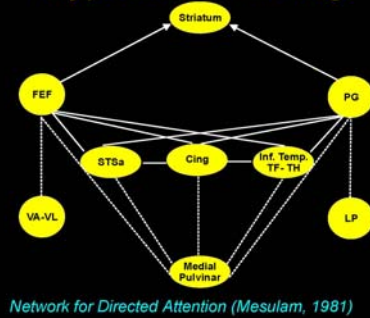 Striatum
FEF
PG
STSa
Cing
Inf. Temp.
TF- TH
VA-VL
LP
Medial
Pulvinar
Network for Directed Attention (Mesulam, 1981)